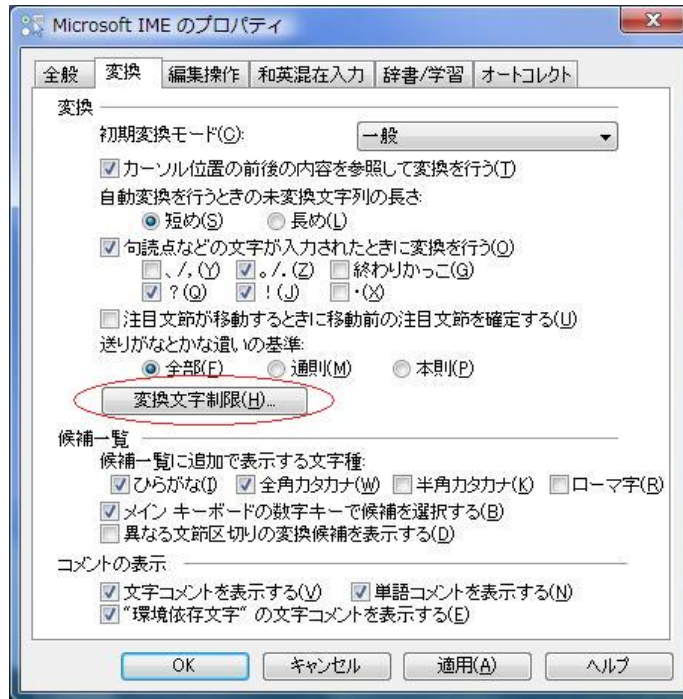 Microsoft IME のプロパティ
全般 変換 編集操作 和英混在入力 辞書/学習 オートコレクト
変換
初期変換モード(C): 一般
カーソル位置の前後の内容を参照して変換を行う(T)
自動変換を行うときの未変換文字列の長さ:
短め(S) 長め(L)
句読点などの文字が入力されたときに変換を行う(O)
、/,(Y) 。/.(Z) 終わりかっこ(G)
?(Q) !(J) ・(X)
注目文節が移動するときに移動前の注目文節を確定する(U)
送りがなとかな遣いの基準:
全部(F) 通則(M) 本則(P)
変換文字制限(H)...
候補一覧
候補一覧に追加で表示する文字種:
ひらがな(I) 全角カタカナ(W) 半角カタカナ(K) ローマ字(R)
メイン キーボードの数字キーで候補を選択する(B)
異なる文節区切りの変換候補を表示する(D)
コメントの表示
文字コメントを表示する(V) 単語コメントを表示する(N)
"環境依存文字" の文字コメントを表示する(E)
OK キャンセル 適用(A) ヘルプ